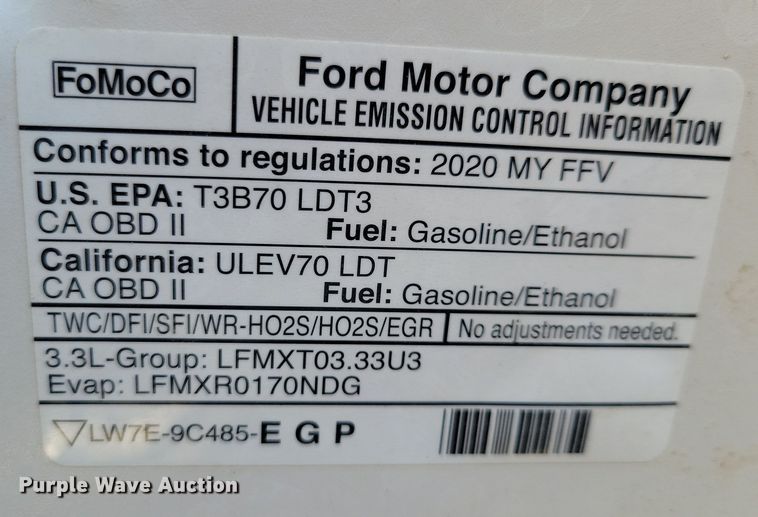 FoMoCo
Ford Motor Company
VEHICLE EMISSION CONTROL INFORMATION
Conforms to regulations: 2020 MY FFV
U.S. EPA: T3B70 LDT3
CA OBD II Fuel: Gasoline/Ethanol
California: ULEV70 LDT
CA OBD II Fuel: Gasoline/Ethanol
TWC/DFI/SFI/WR-HO2S/HO2S/EGR No adjustments needed.
3.3L-Group: LFMXT03.33U3
Evap: LFMXR0170NDG
LW7E-9C485-E G P
Purple Wave Auction